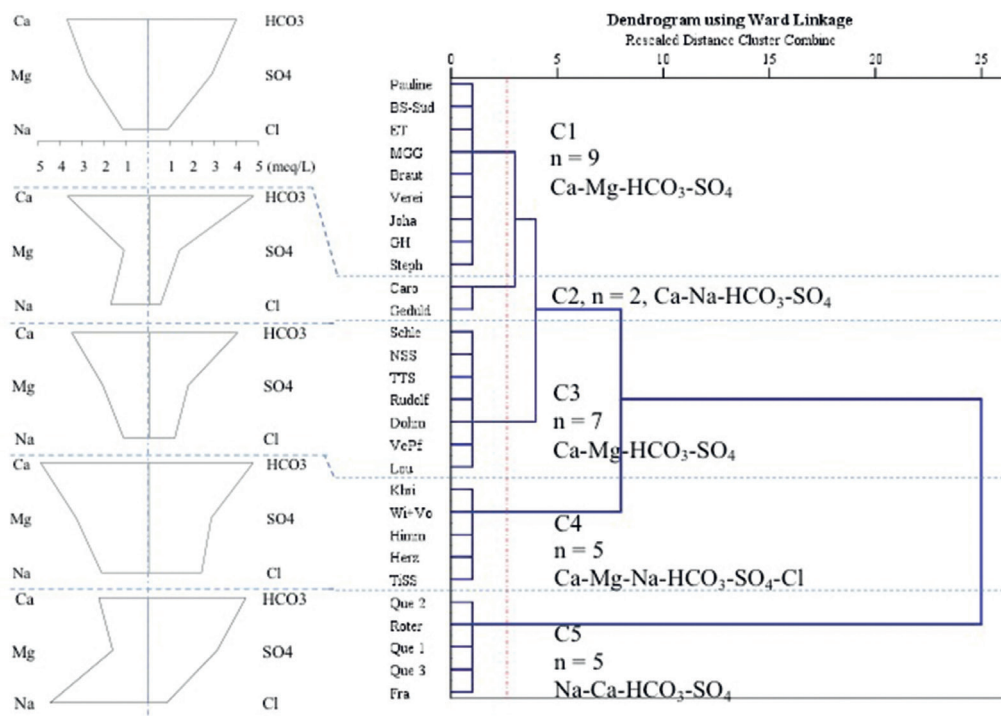 Dendrogram using Ward Linkage
Rescaled Distance Cluster Combine
0 5 10 15 20 25
Ca HCO3
Mg SO4
Na Cl
5 4 3 2 1 1 2 3 4 5 (meq/L)
Ca HCO3
Mg SO4
Na Cl
Ca HCO3
Mg SO4
Na Cl
Ca HCO3
Mg SO4
Na Cl
Ca HCO3
Mg SO4
Na Cl
Pauline
BS-Sud
ET
MGG
Braut
Verei
Joha
GH
Steph
Caro
Geduld
Schle
NSS
TTS
Rudolf
Dohm
VePf
Lou
Wi+Vo
Himm
Herz
TiSS
Que 2
Roter
Que 1
Que 3
Fra
C1
n = 9
Ca-Mg-HCO₃-SO₄
C2, n = 2, Ca-Na-HCO₃-SO₄
C3
n = 7
Ca-Mg-HCO₃-SO₄
C4
n = 5
Ca-Mg-Na-HCO₃-SO₄-Cl
C5
n = 5
Na-Ca-HCO₃-SO₄